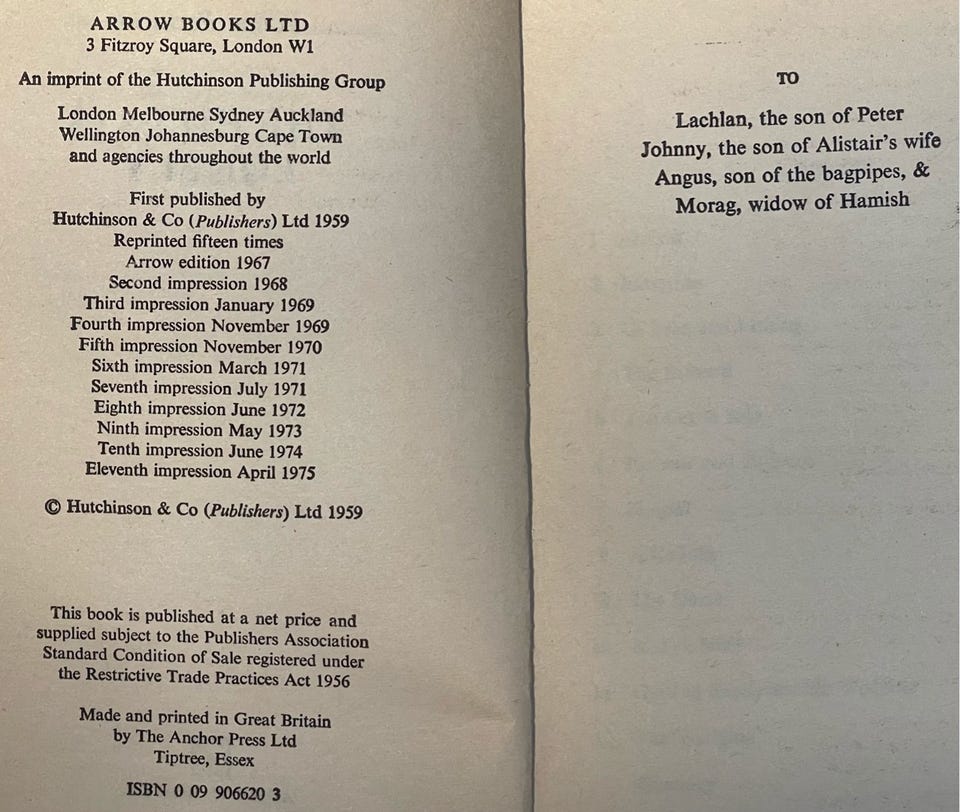 ARROW BOOKS LTD
3 Fitzroy Square, London W1
An imprint of the Hutchinson Publishing Group
London Melbourne Sydney Auckland
Wellington Johannesburg Cape Town
and agencies throughout the world
First published by
Hutchinson & Co (Publishers) Ltd 1959
Reprinted fifteen times
Arrow edition 1967
Second impression 1968
Third impression January 1969
Fourth impression November 1969
Fifth impression November 1970
Sixth impression March 1971
Seventh impression July 1971
Eighth impression June 1972
Ninth impression May 1973
Tenth impression June 1974
Eleventh impression April 1975
© Hutchinson & Co (Publishers) Ltd 1959
This book is published at a net price and
supplied subject to the Publishers Association
Standard Condition of Sale registered under
the Restrictive Trade Practices Act 1956
Made and printed in Great Britain
by The Anchor Press Ltd
Tiptree, Essex
ISBN 0 09 906620 3
TO
Lachlan, the son of Peter
Johnny, the son of Alistair's wife
Angus, son of the bagpipes, &
Morag, widow of Hamish